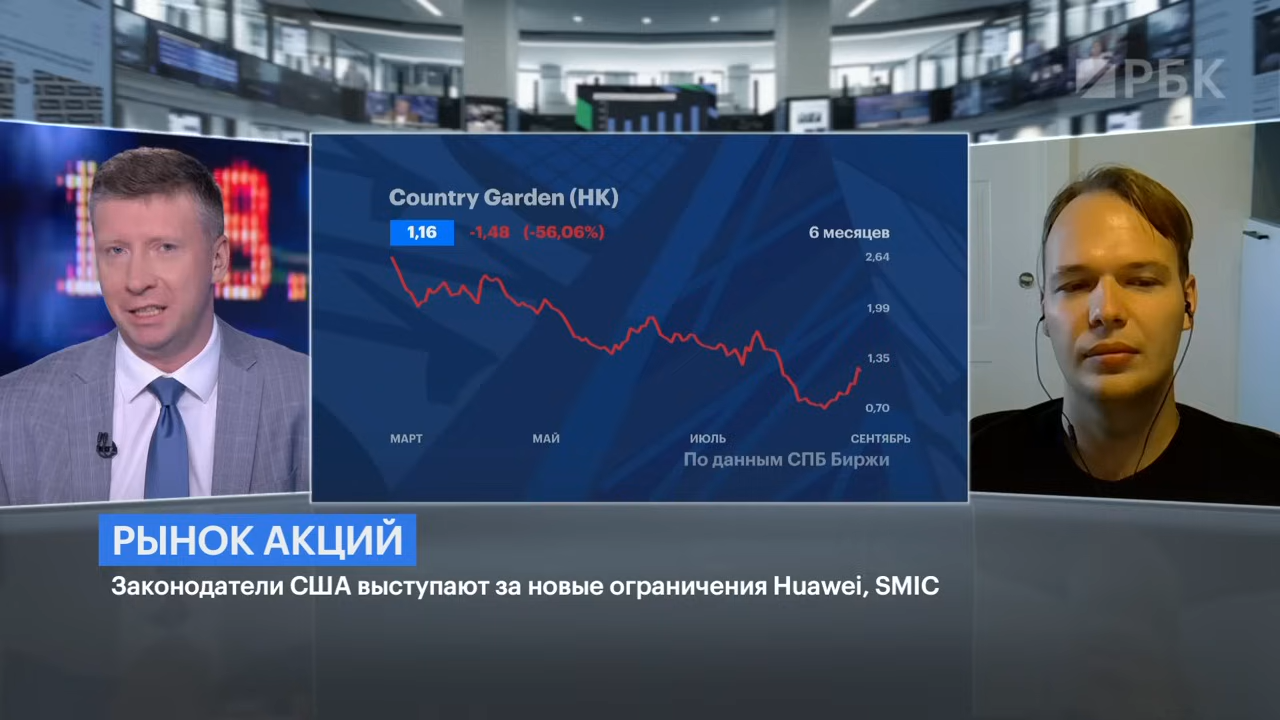 РБК
Country Garden (HK)
1,16 -1,48 (-56,06%) 6 месяцев
2,64
1,99
1,35
0,70
МАРТ МАЙ ИЮЛЬ СЕНТЯБРЬ
По данным СПБ Биржи
РЫНОК АКЦИЙ
Законодатели США выступают за новые ограничения Huawei, SMIC